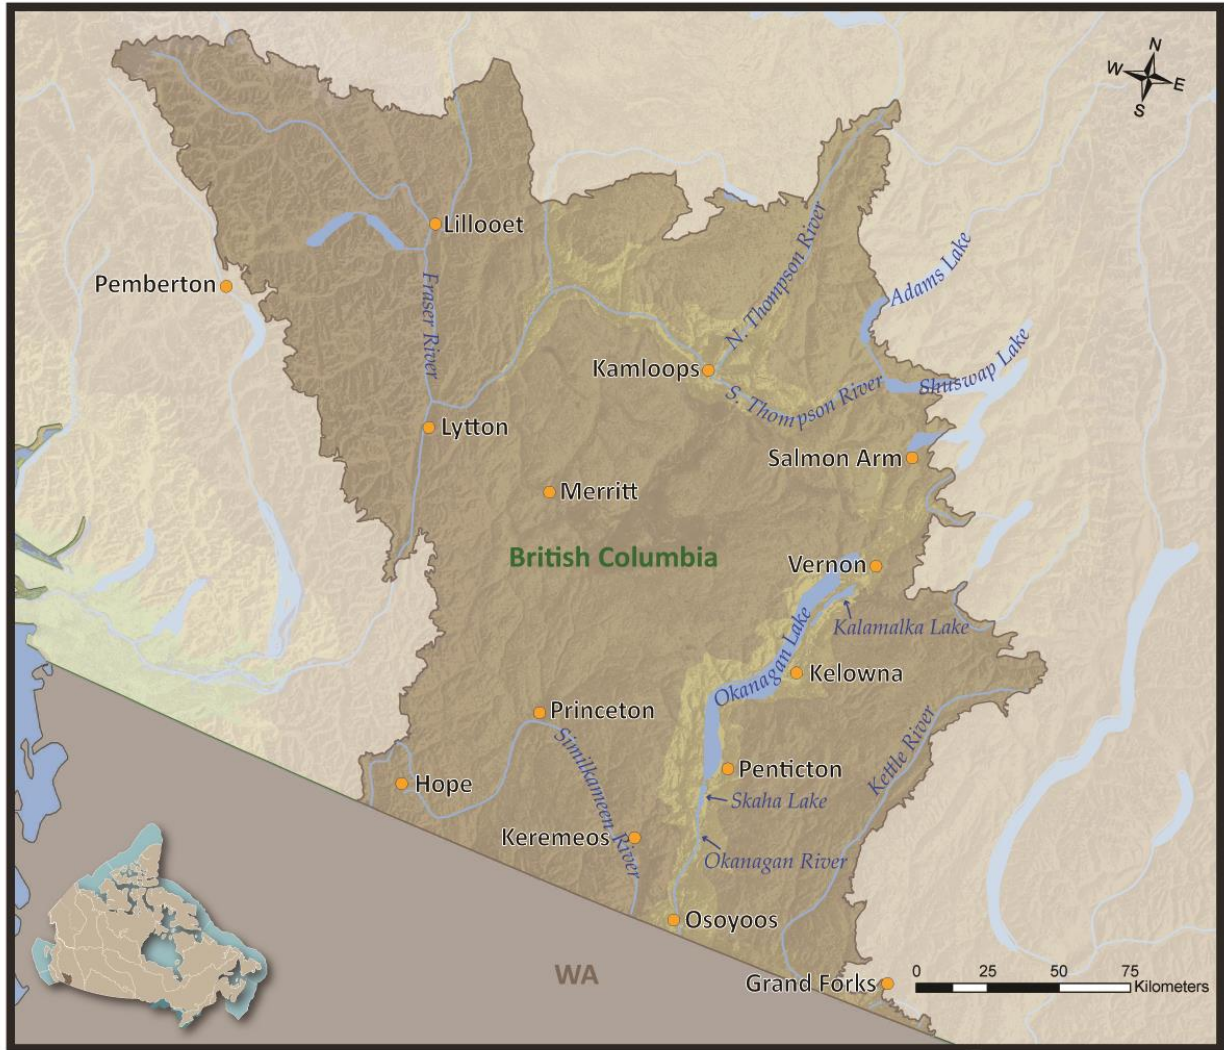 N
W
E
S
Lillooet
Pemberton
Fraser River
N. Thompson River
Adams Lake
Kamloops
S. Thompson River
Shuswap Lake
Lytton
Salmon Arm
Merritt
British Columbia
Vernon
Kalamalka Lake
Okanagan Lake
Kelowna
Princeton
Similkameen River
Kettle River
Penticton
Hope
Skaha Lake
Keremeos
Okanagan River
Osoyoos
WA
Grand Forks
0 25 50 75
Kilometers